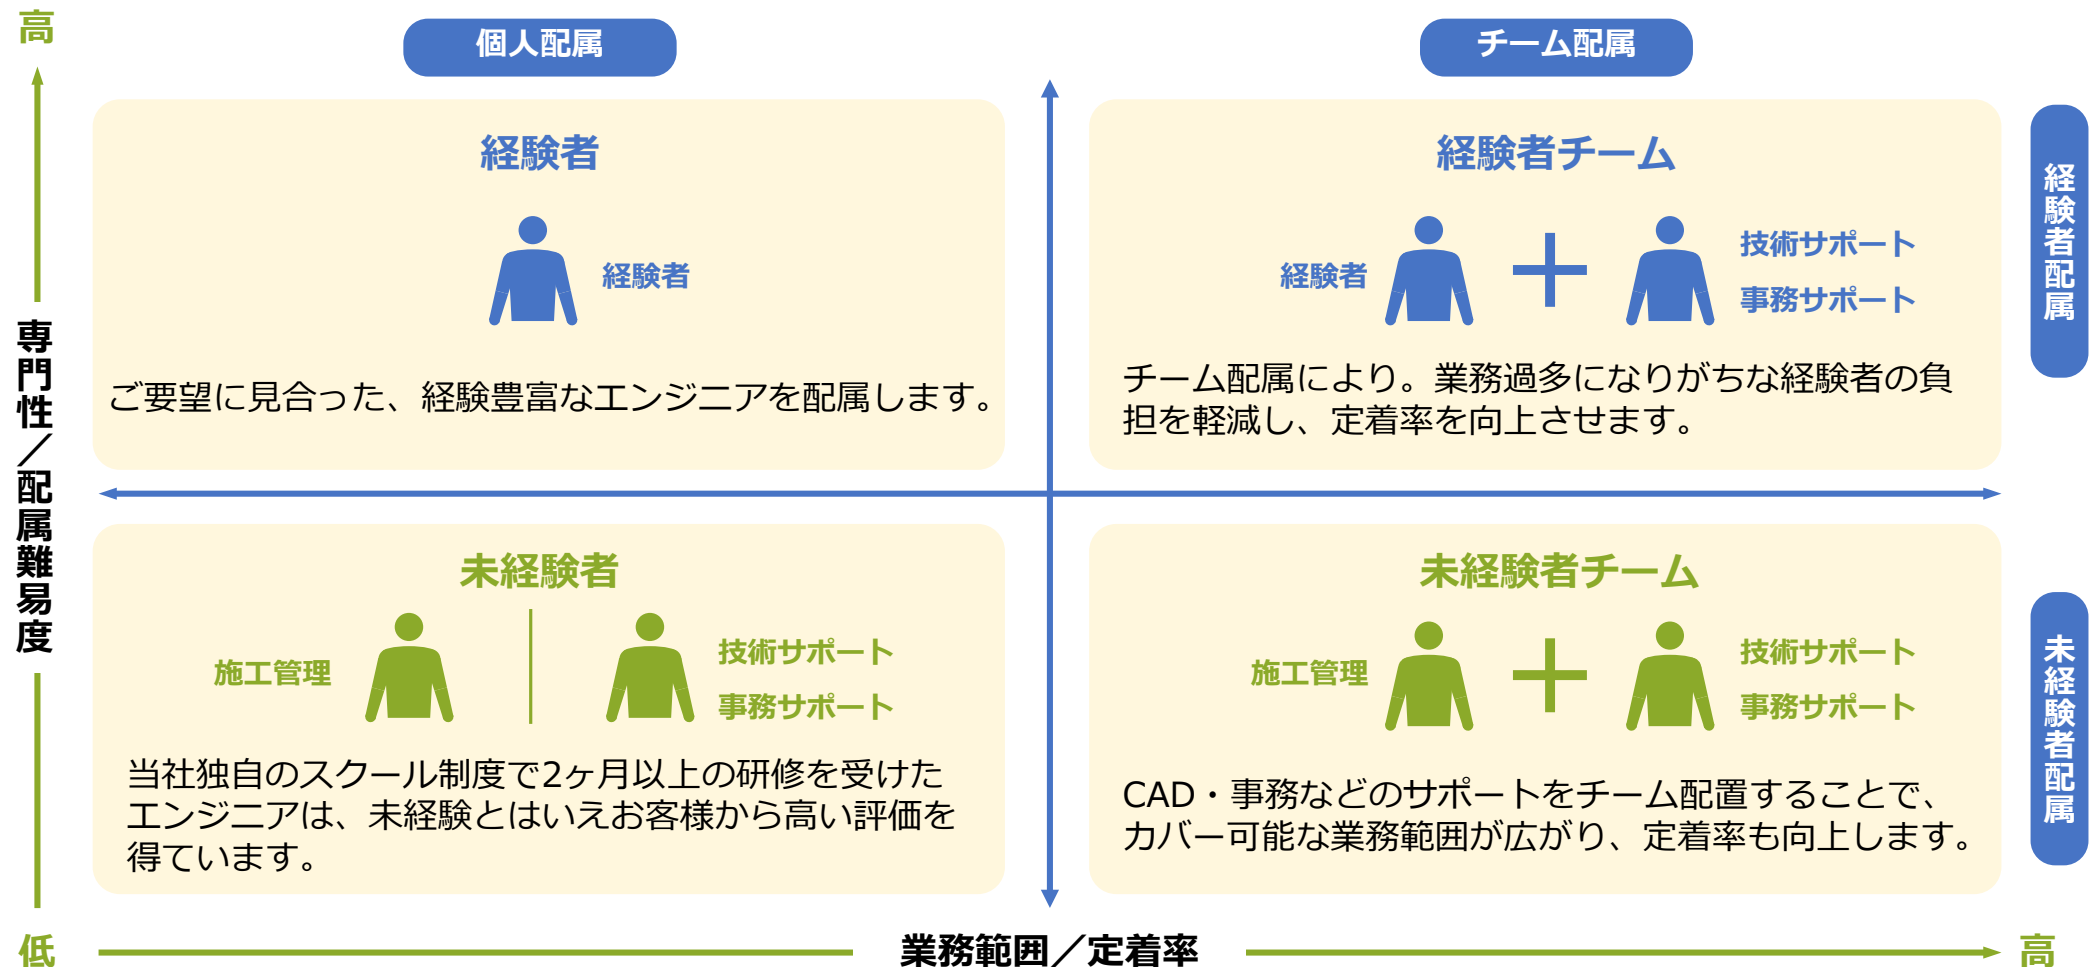 高
個人配属
チーム配属
経験者
経験者
ご要望に見合った、経験豊富なエンジニアを配属します。
経験者チーム
経験者
技術サポート
事務サポート
チーム配属により。業務過多になりがちな経験者の負
担を軽減し、定着率を向上させます。
経験者配属
専門性／配属難易度
未経験者
施工管理
技術サポート
事務サポート
当社独自のスクール制度で2ヶ月以上の研修を受けた
エンジニアは、未経験とはいえお客様から高い評価を
得ています。
未経験者チーム
施工管理
技術サポート
事務サポート
CAD・事務などのサポートをチーム配置することで、
カバー可能な業務範囲が広がり、定着率も向上します。
未経験者配属
低
業務範囲／定着率
高